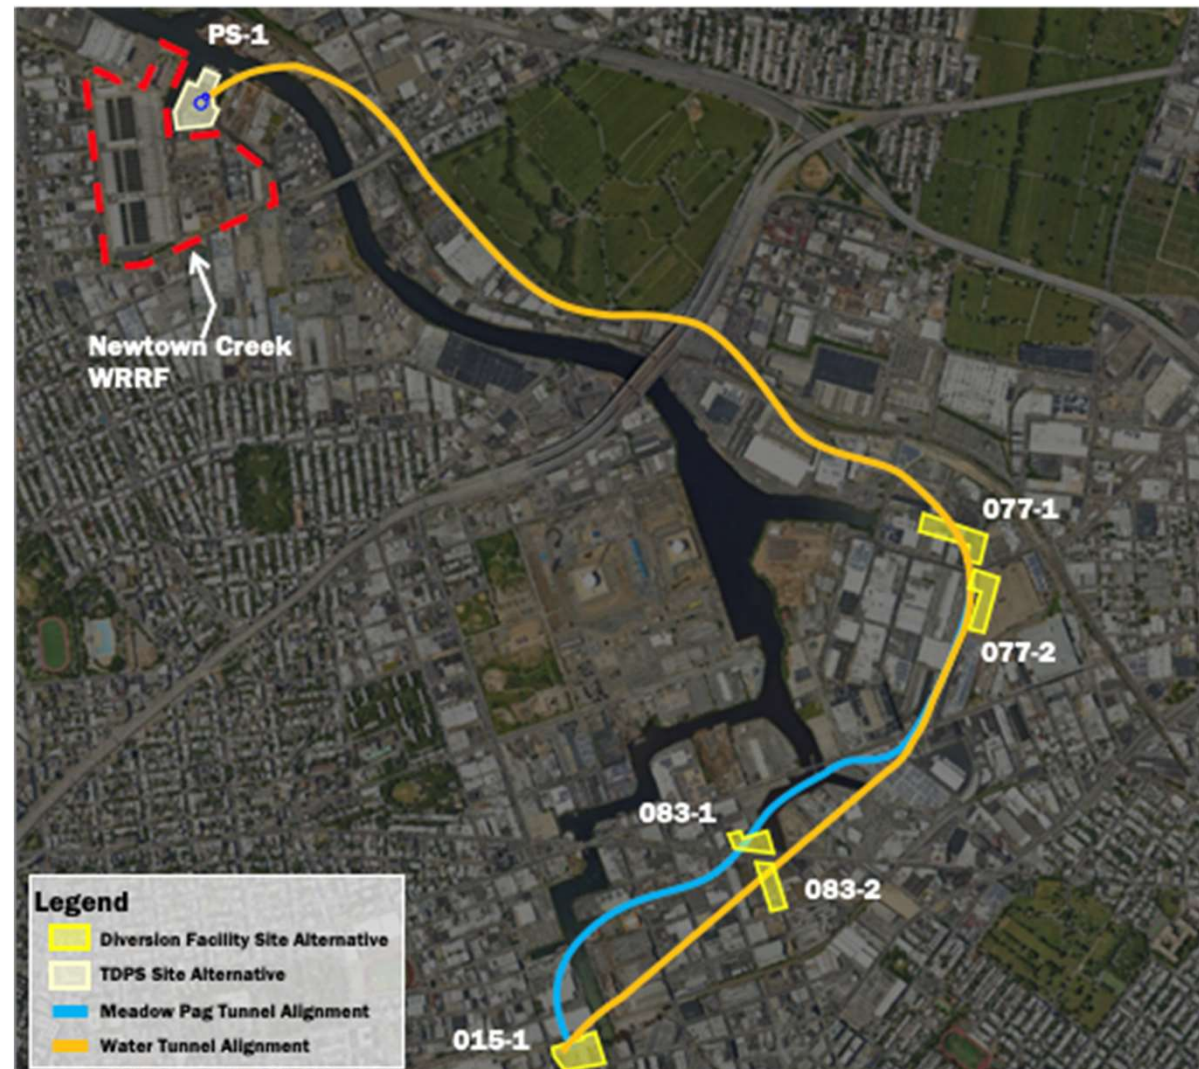 PS-1
Newtown Creek
WRRF
077-1
077-2
083-1
083-2
015-1
Legend
Diversion Facility Site Alternative
TDPS Site Alternative
Meadow Pag Tunnel Alignment
Water Tunnel Alignment